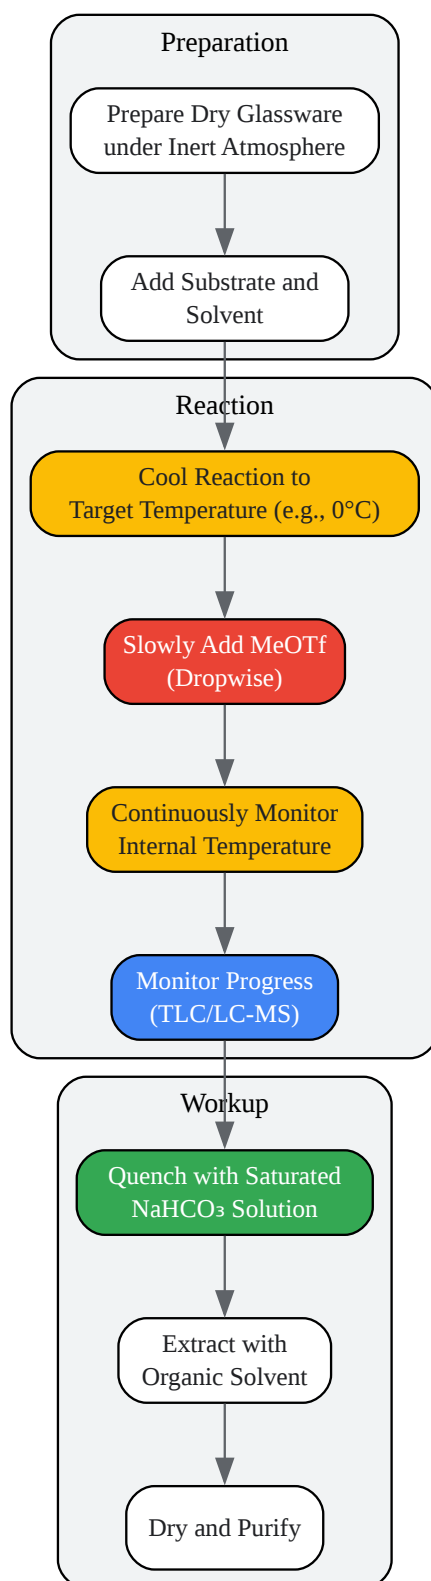 Preparation
Prepare Dry Glassware
under Inert Atmosphere
Add Substrate and
Solvent
Reaction
Cool Reaction to
Target Temperature (e.g., 0°C)
Slowly Add MeOTf
(Dropwise)
Continuously Monitor
Internal Temperature
Monitor Progress
(TLC/LC-MS)
Workup
Quench with Saturated
NaHCO₃ Solution
Extract with
Organic Solvent
Dry and Purify